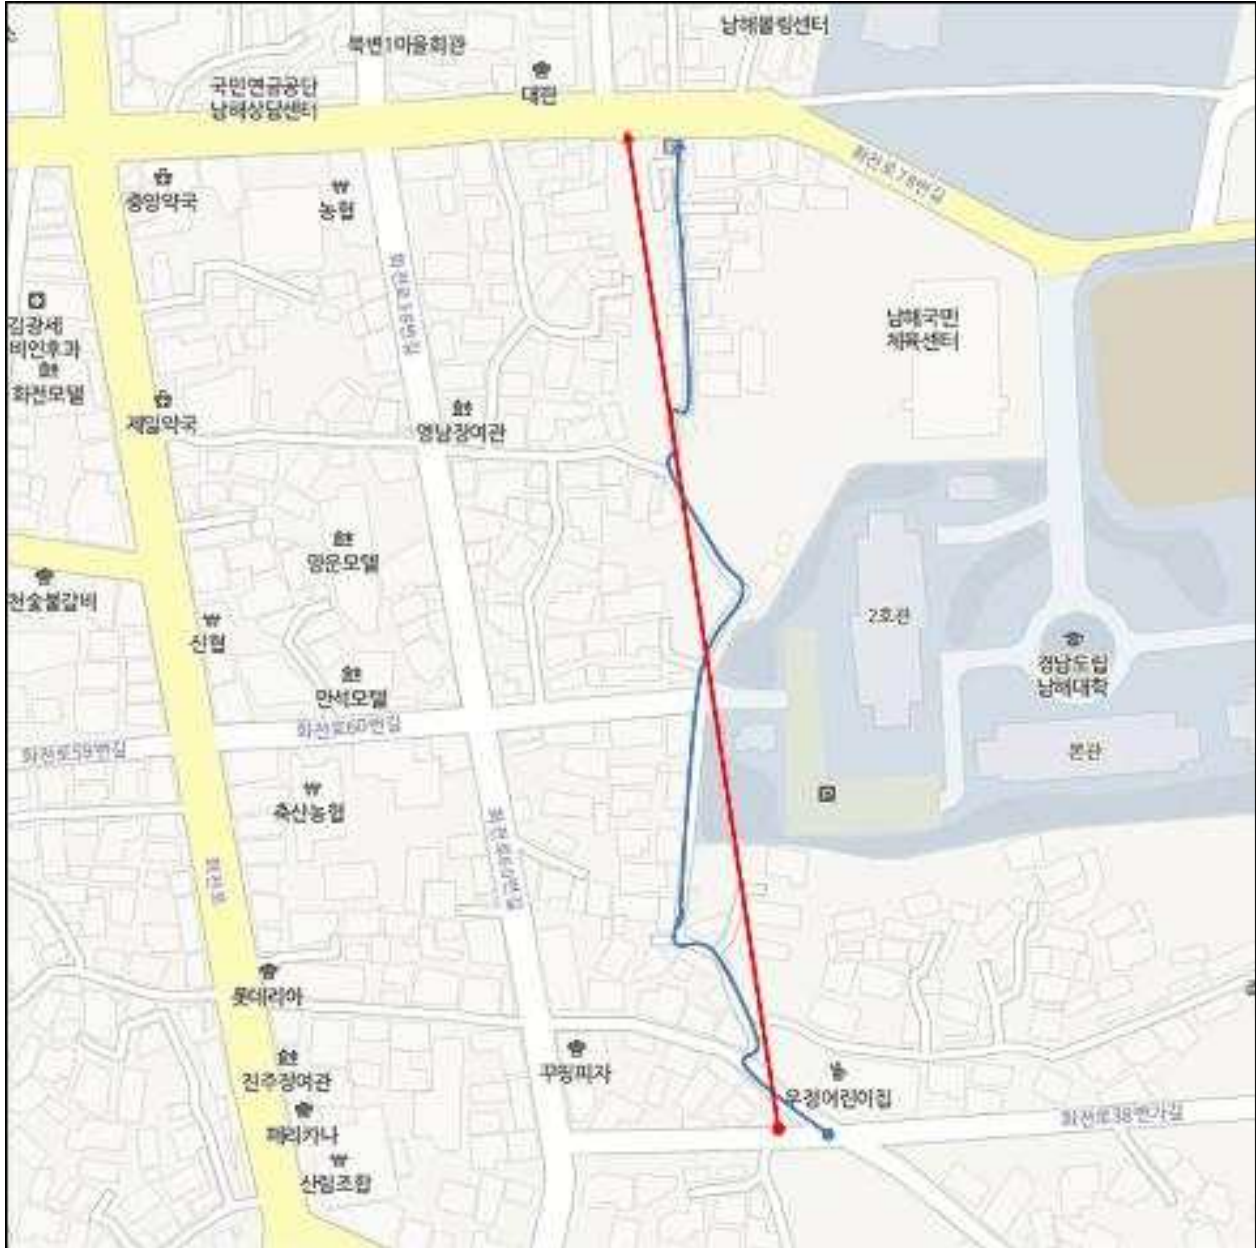 남해볼링센터
북변1마을회관
국민연금공단
남해상담센터
대판
화전로78번길
중앙약국
농협
김광세
비인후과
화전모텔
남해국민
체육센터
제일약국
영남장여관
망운모텔
천숯불갈비
신협
2호관
경남도립
남해대학
만석모텔
화전로60번길
화전로59번길
본관
축산농협
화전로
롯데리아
꾸찡피자
진주장여관
우정어린이집
페리카나
화전로38번가길
산림조합